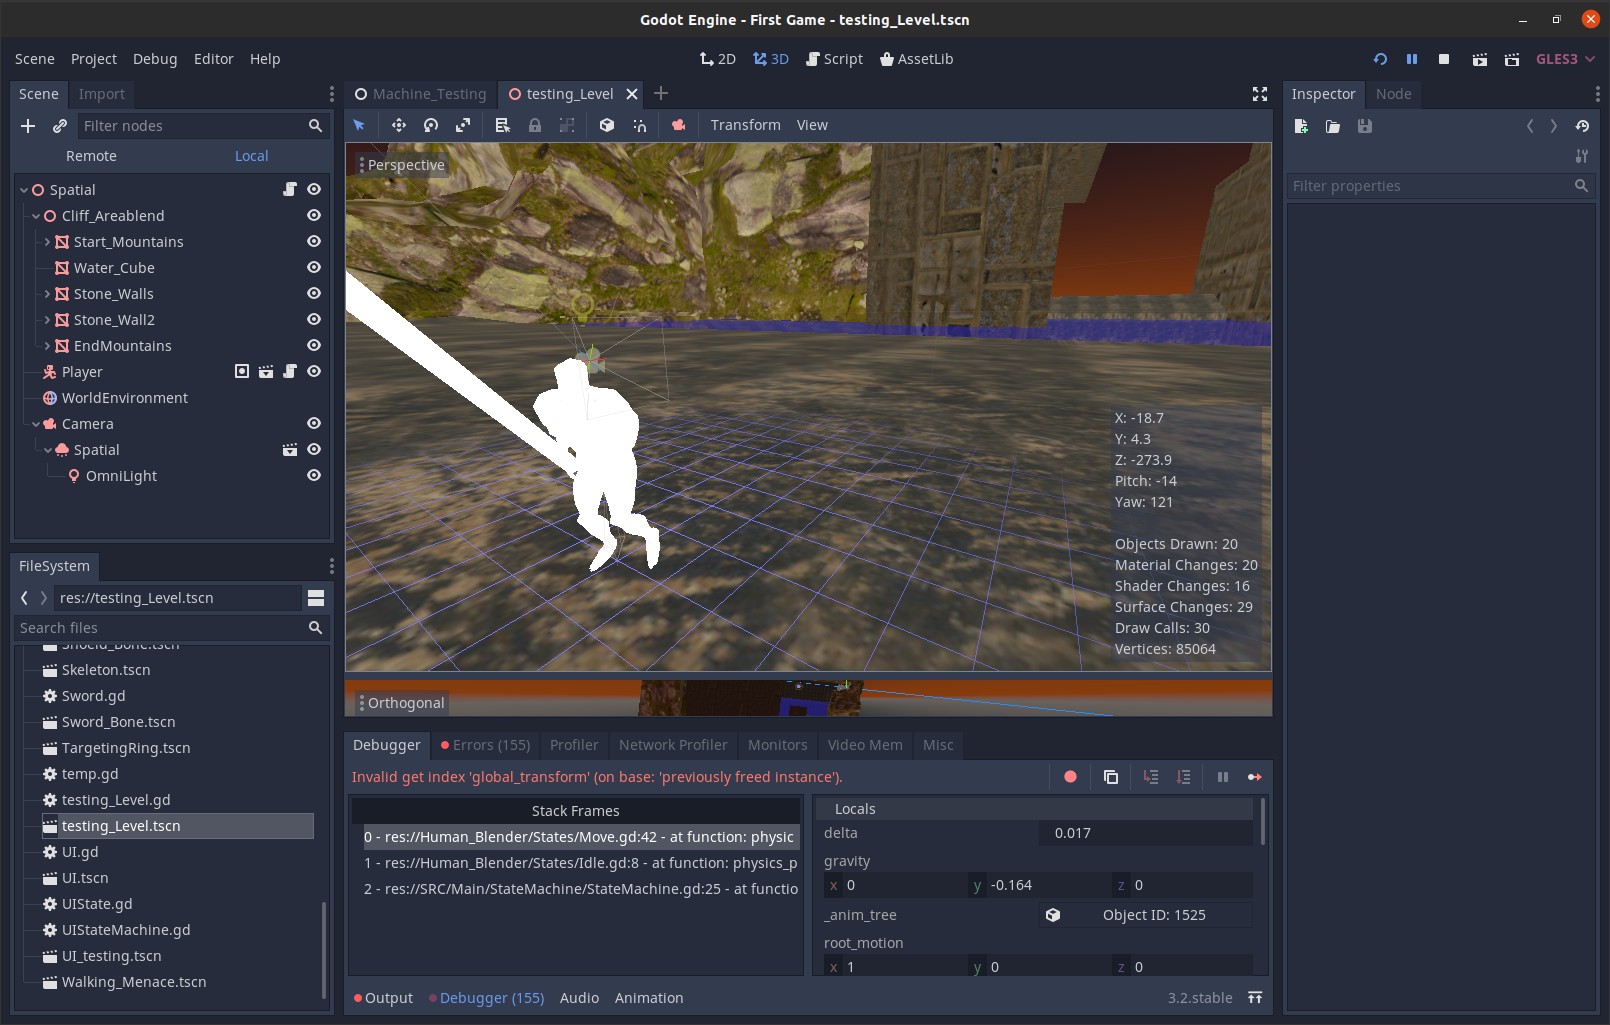 Godot Engine - First Game - testing_Level.tscn
Scene Project Debug Editor Help
2D 3D Script AssetLib
GLES3
Scene Import
Filter nodes
Remote Local
Spatial
Cliff_Areablend
Start_Mountains
Water_Cube
Stone_Walls
Stone_Wall2
EndMountains
Player
WorldEnvironment
Camera
Spatial
OmniLight
FileSystem
res://testing_Level.tscn
Search files
Shield_Bone.tscn
Skeleton.tscn
Sword.gd
Sword_Bone.tscn
TargetingRing.tscn
temp.gd
testing_Level.gd
testing_Level.tscn
UI.gd
UI.tscn
UIState.gd
UIStateMachine.gd
UI_testing.tscn
Walking_Menace.tscn
Machine_Testing testing_Level
Transform View
Perspective
X: -18.7
Y: 4.3
Z: -273.9
Pitch: -14
Yaw: 121
Objects Drawn: 20
Material Changes: 20
Shader Changes: 16
Surface Changes: 29
Draw Calls: 30
Vertices: 85064
Orthogonal
Debugger Errors (155) Profiler Network Profiler Monitors Video Mem Misc
Invalid get index 'global_transform' (on base: 'previously freed instance').
Stack Frames
0 - res://Human_Blender/States/Move.gd:42 - at function: physic
1 - res://Human_Blender/States/Idle.gd:8 - at function: physics_p
2 - res://SRC/Main/StateMachine/StateMachine.gd:25 - at functio
Locals
delta 0.017
gravity
x 0 y -0.164 z 0
_anim_tree Object ID: 1525
root_motion
x 1 y 0 z 0
Output Debugger (155) Audio Animation 3.2.stable
Inspector Node
Filter properties